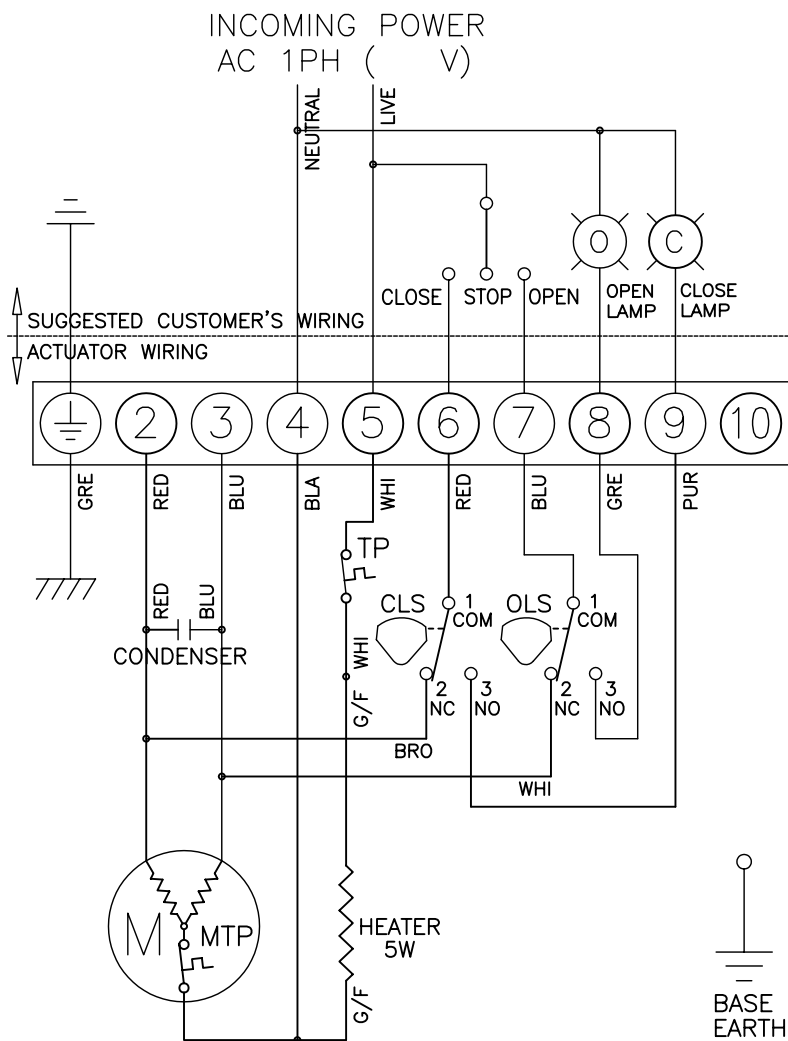 INCOMING POWER
AC 1PH (     V)
NEUTRAL
LIVE
O
C
CLOSE
STOP
OPEN
OPEN
LAMP
CLOSE
LAMP
SUGGESTED CUSTOMER'S WIRING
ACTUATOR WIRING
2
3
4
5
6
7
8
9
10
GRE
RED
BLU
BLA
WHI
RED
BLU
GRE
PUR
TP
RED
BLU
CONDENSER
WHI
G/F
CLS
1
COM
2
NC
3
NO
OLS
1
COM
2
NC
3
NO
BRO
WHI
M
MTP
HEATER
5W
G/F
BASE
EARTH